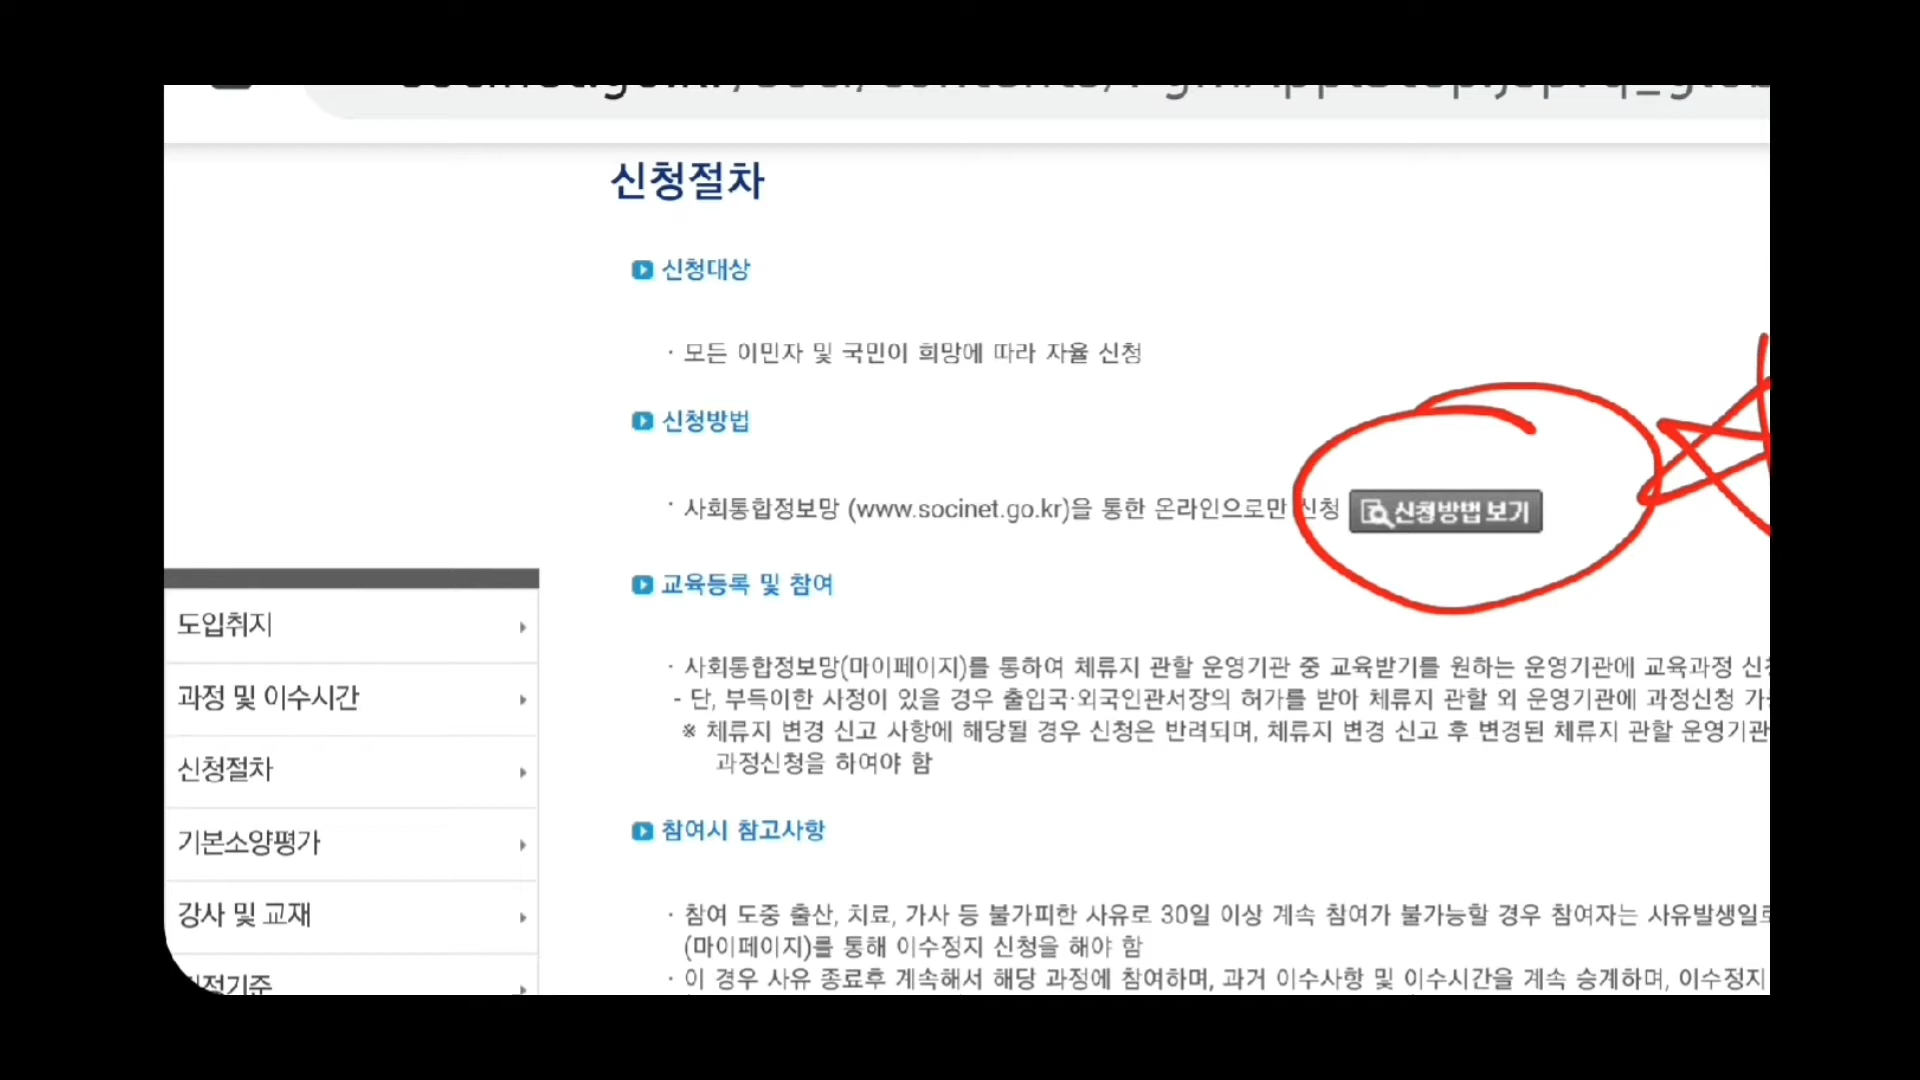 신청절차
신청대상
· 모든 이민자 및 국민이 희망에 따라 자율 신청
신청방법
· 사회통합정보망 (www.socinet.go.kr)을 통한 온라인으로만 신청 신청방법 보기
교육등록 및 참여
· 사회통합정보망(마이페이지)를 통하여 체류지 관할 운영기관 중 교육받기를 원하는 운영기관에 교육과정
- 단, 부득이한 사정이 있을 경우 출입국·외국인관서장의 허가를 받아 체류지 관할 외 운영기관에 과정신청
※ 체류지 변경 신고 사항에 해당될 경우 신청은 반려되며, 체류지 변경 신고 후 변경된 체류지 관할 운영기관
과정신청을 하여야 함
참여시 참고사항
· 참여 도중 출산, 치료, 가사 등 불가피한 사유로 30일 이상 계속 참여가 불가능할 경우 참여자는
(마이페이지)를 통해 이수정지 신청을 해야 함
· 이 경우 사유 종료후 계속해서 해당 과정에 참여하며, 과거 이수사항 및 이수시간을 계속 승계하며, 이수정지
도입취지
과정 및 이수시간
신청절차
기본소양평가
강사 및 교재